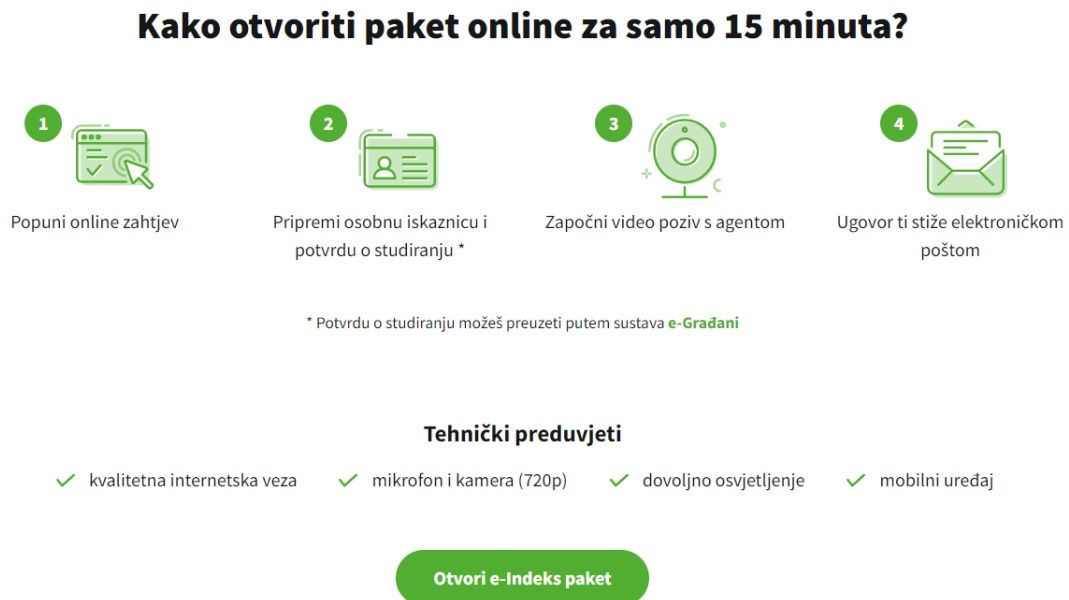 Kako otvoriti paket online za samo 15 minuta?
1
Popuni online zahtjev
2
Pripremi osobnu iskaznicu i
potvrdu o studiranju *
3
Započni video poziv s agentom
4
Ugovor ti stiže elektroničkom
poštom
* Potvrdu o studiranju možeš preuzeti putem sustava e-Građani
Tehnički preduvjeti
kvalitetna internetska veza
mikrofon i kamera (720p)
dovoljno osvjetljenje
mobilni uređaj
Otvori e-Indeks paket